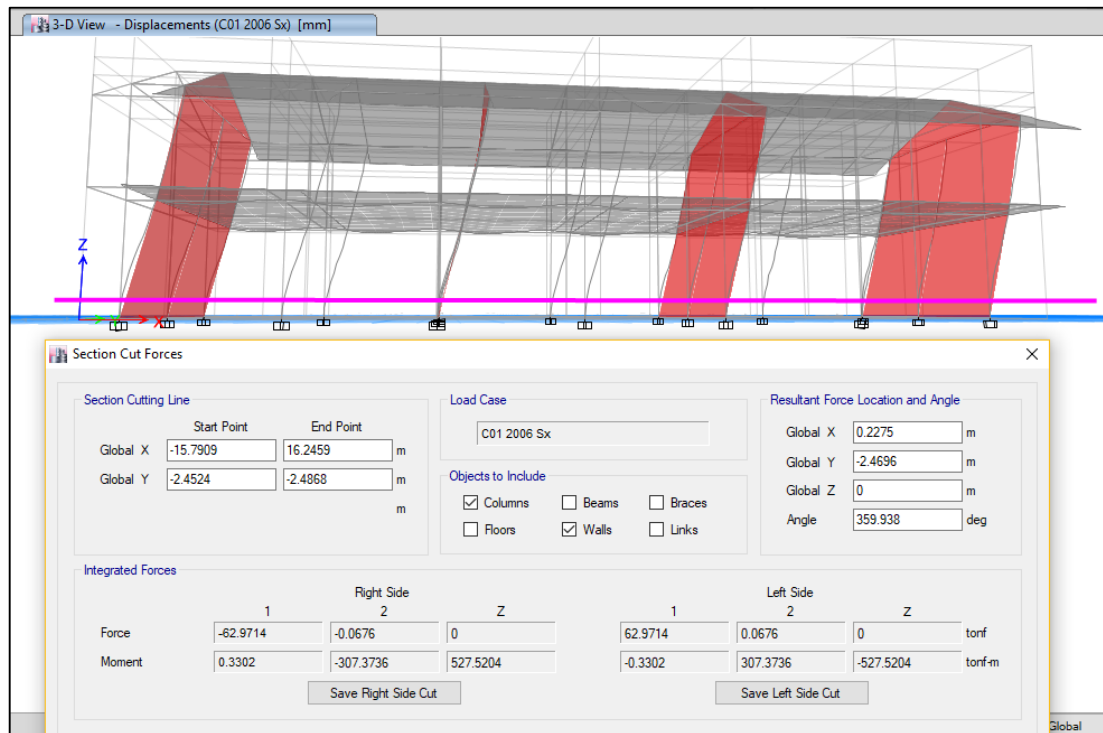 3-D View - Displacements (C01 2006 Sx) [mm]
Z
X
Section Cut Forces
Section Cutting Line
Start Point End Point
Global X -15.7909 16.2459 m
Global Y -2.4524 -2.4868 m
m
Load Case
C01 2006 Sx
Objects to Include
Columns Beams Braces
Floors Walls Links
Resultant Force Location and Angle
Global X 0.2275 m
Global Y -2.4696 m
Global Z 0 m
Angle 359.938 deg
Integrated Forces
Right Side Left Side
1 2 Z 1 2 Z
Force -62.9714 -0.0676 0 62.9714 0.0676 0 tonf
Moment 0.3302 -307.3736 527.5204 -0.3302 307.3736 -527.5204 tonf-m
Save Right Side Cut Save Left Side Cut
Global